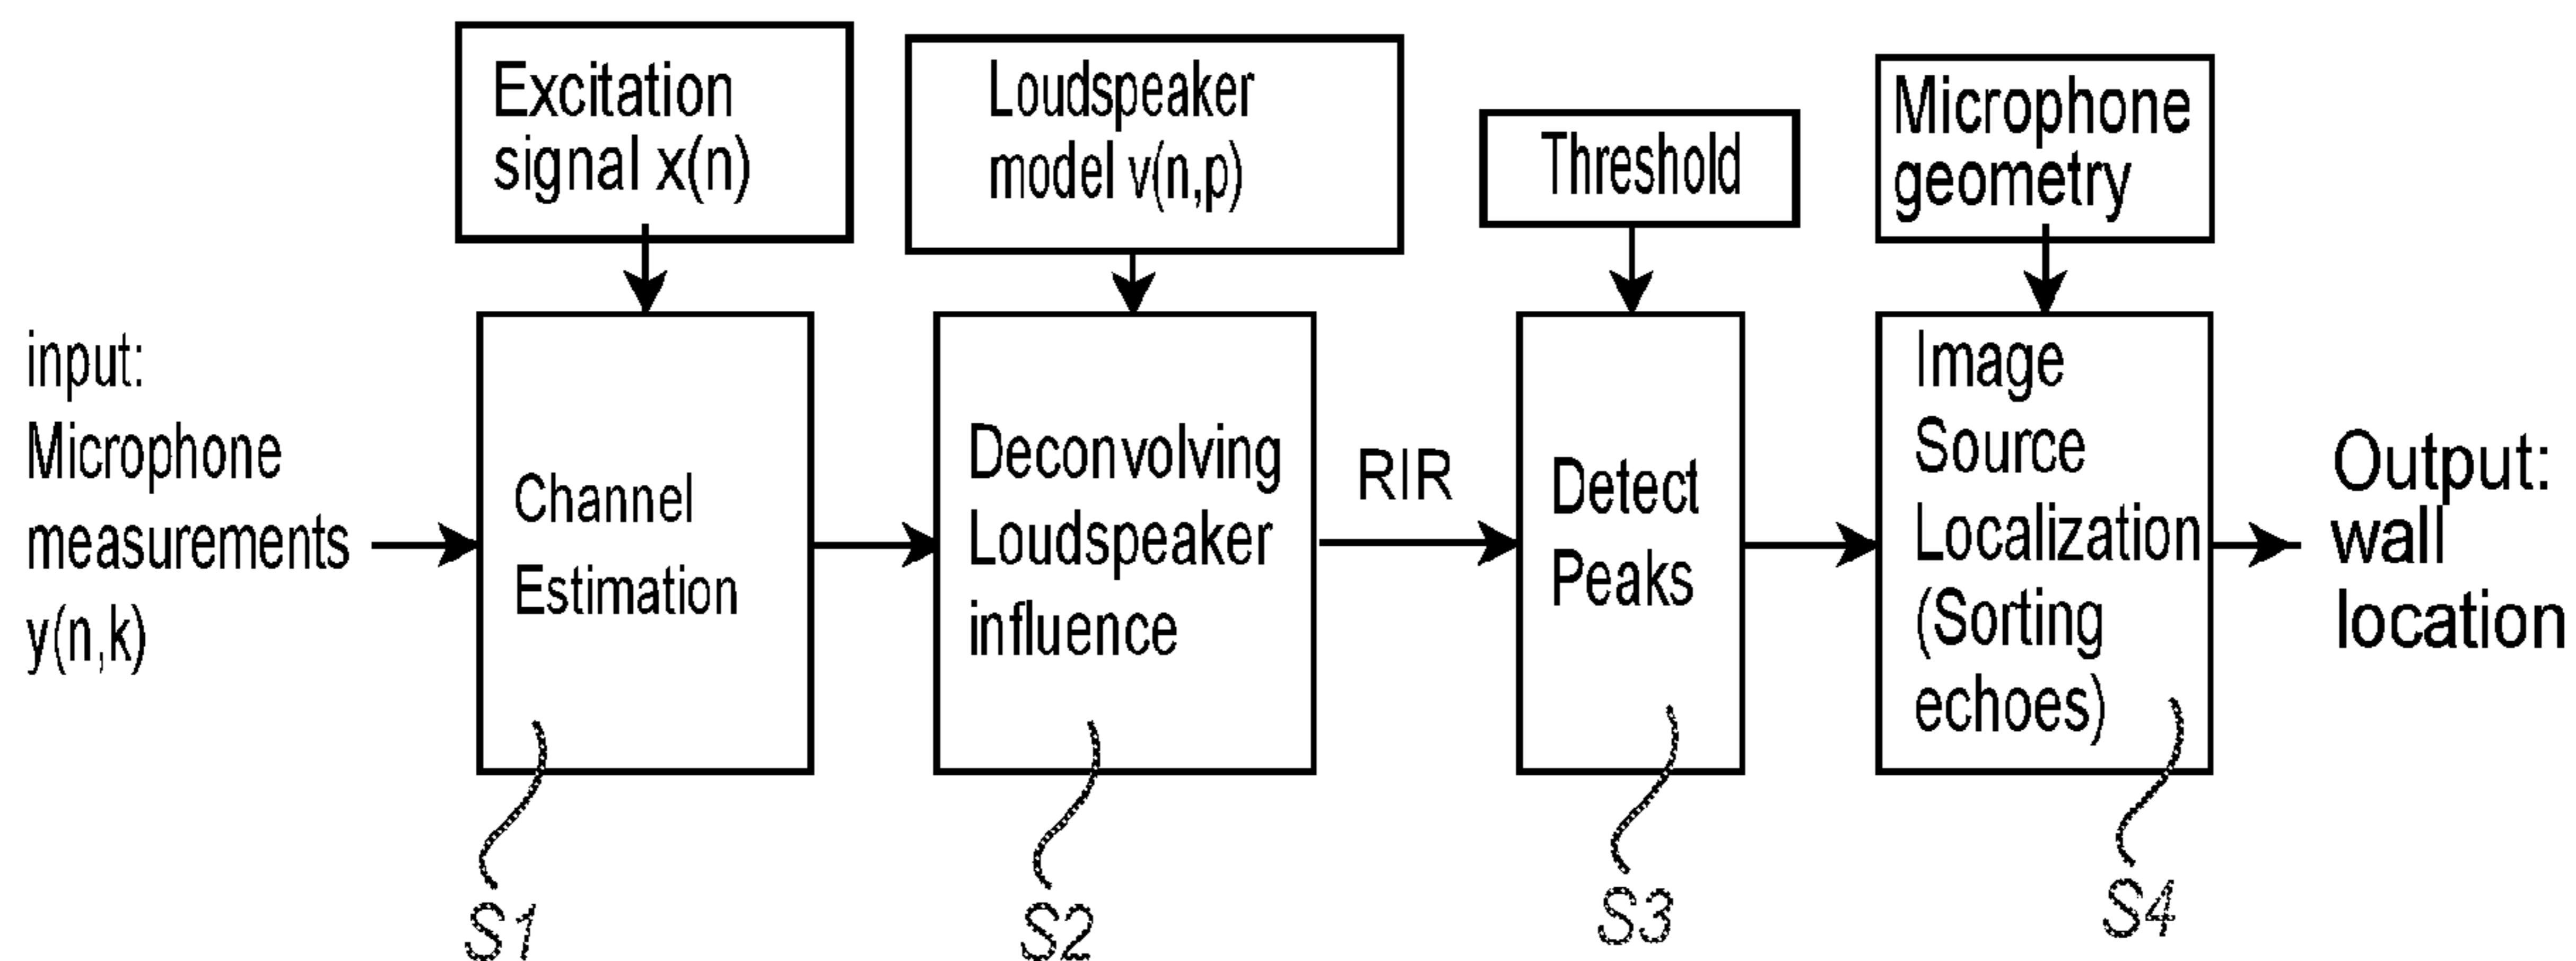 Excitation
signal x(n)
Loudspeaker
model v(n,p)
Threshold
Microphone
geometry
input:
Microphone
measurements
y(n,k)
Channel
Estimation
Deconvolving
Loudspeaker
influence
RIR
Detect
Peaks
Image
Source
Localization
(Sorting
echoes)
Output:
wall
location
S1
S2
S3
S4